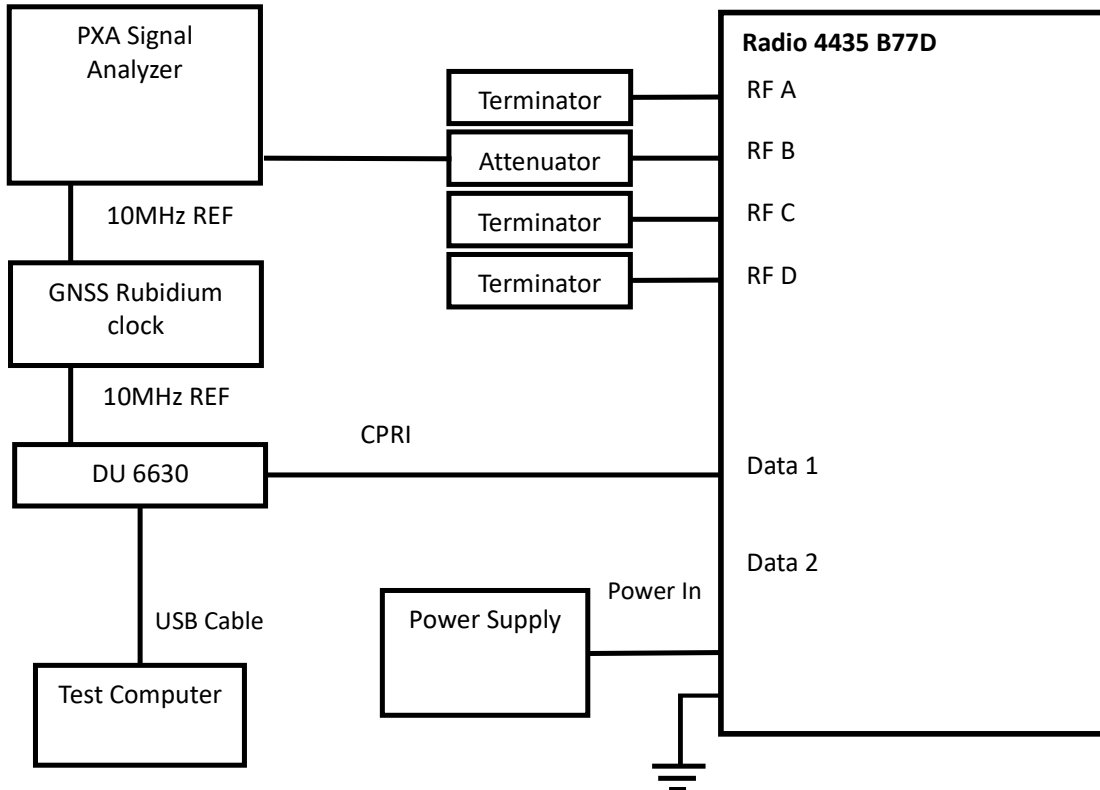 PXA Signal
Analyzer
Radio 4435 B77D
Terminator
RF A
Attenuator
RF B
Terminator
RF C
Terminator
RF D
10MHz REF
GNSS Rubidium
clock
10MHz REF
CPRI
DU 6630
Data 1
Data 2
Power In
USB Cable
Power Supply
Test Computer